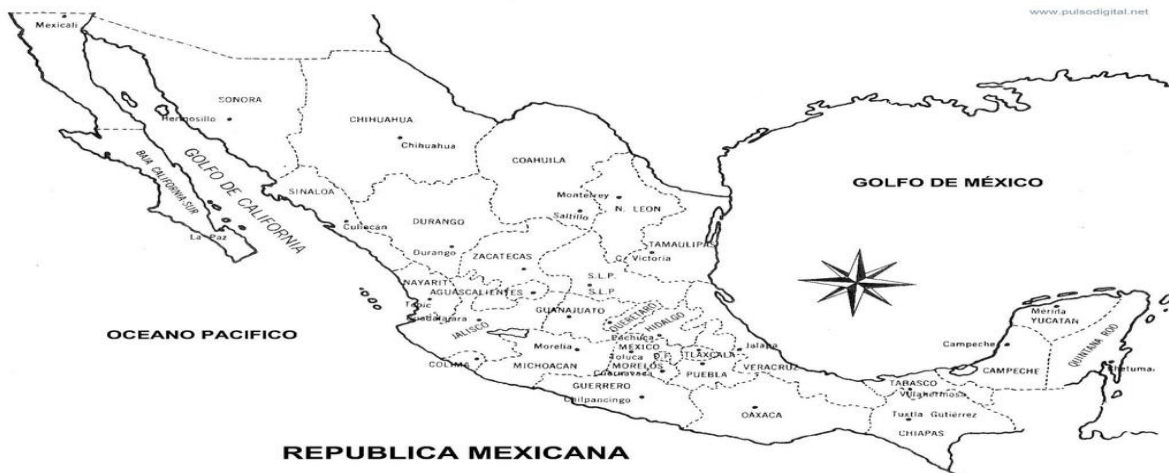 www.pulsodigital.net
Mexicali
SONORA
Hermosillo
CHIHUAHUA
Chihuahua
COAHUILA
BAJA CALIFORNIA-SUR
GOLFO DE CALIFORNIA
SINALOA
Culiacán
La Paz
DURANGO
Durango
Monterrey
N. LEON
Saltillo
TAMAULIPAS
C. Victoria
GOLFO DE MÉXICO
ZACATECAS
S.L.P.
S.L.P.
NAYARIT
Tepic
AGUASCALIENTES
Guadalajara
JALISCO
GUANAJUATO
QUERETARO
HIDALGO
Pachuca
OCEANO PACIFICO
COLIMA
Morelia
MICHOACAN
MEXICO
Toluca D.F.
MORELOS
Cuernavaca
TLAXCALA
PUEBLA
Jalapa
VERACRUZ
GUERRERO
Chilpancingo
OAXACA
Merida
YUCATAN
Campeche
CAMPECHE
QUINTANA ROO
Chetuma.
TABASCO
Villahermosa
Tuxtla Gutiérrez
CHIAPAS
REPUBLICA MEXICANA